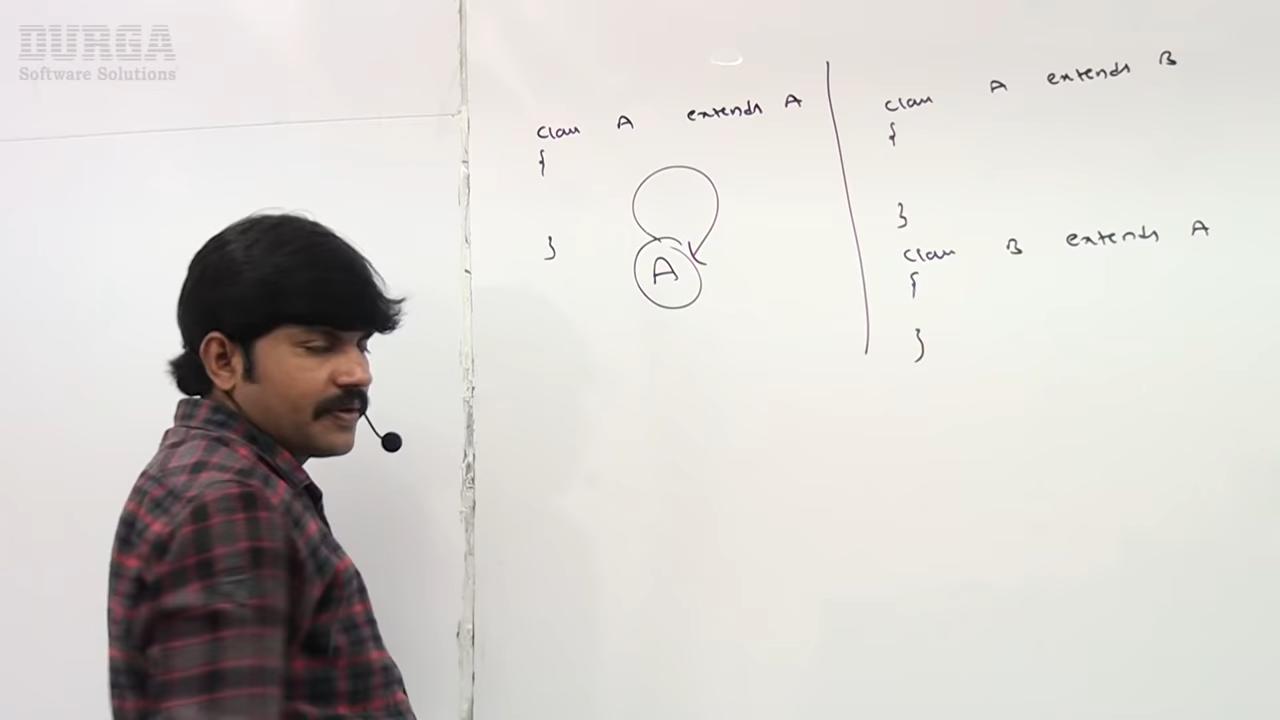 DURGA
Software Solutions
class A extends A
{
}
A
class A extends B
{
}
class B extends A
{
}